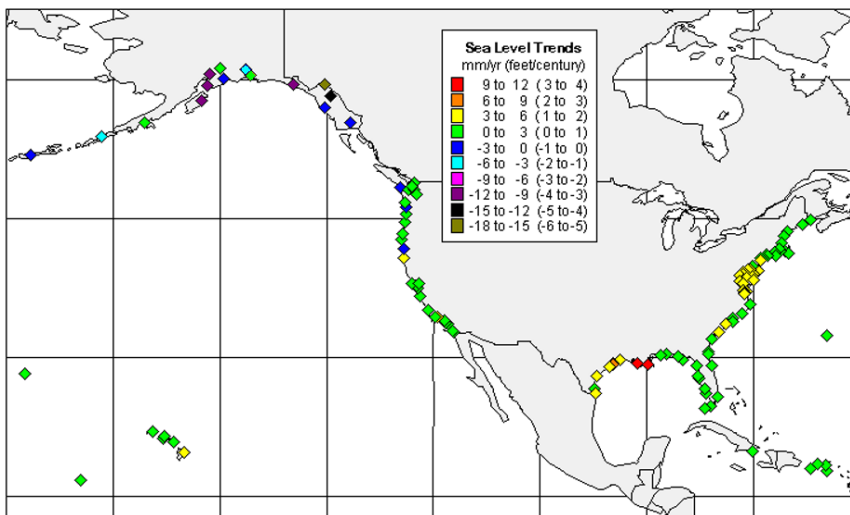 Sea Level Trends
mm/yr (feet/century)
9 to 12 (3 to 4)
6 to 9 (2 to 3)
3 to 6 (1 to 2)
0 to 3 (0 to 1)
-3 to 0 (-1 to 0)
-6 to -3 (-2 to -1)
-9 to -6 (-3 to -2)
-12 to -9 (-4 to -3)
-15 to -12 (-5 to -4)
-18 to -15 (-6 to -5)